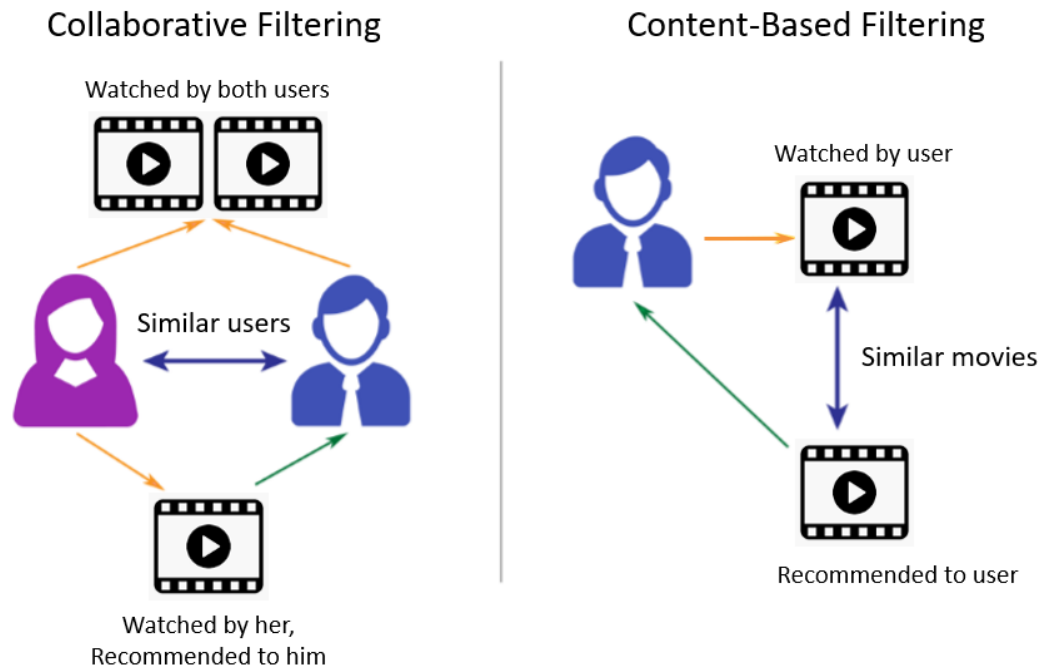 Collaborative Filtering
Watched by both users
Similar users
Watched by her,
Recommended to him
Content-Based Filtering
Watched by user
Similar movies
Recommended to user